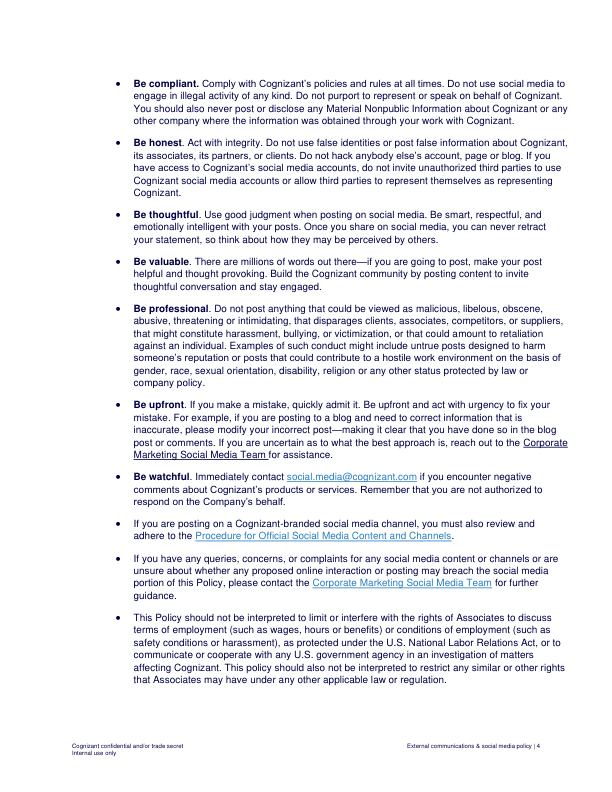 • Be compliant. Comply with Cognizant's policies and rules at all times. Do not use social media to
engage in illegal activity of any kind. Do not purport to represent or speak on behalf of Cognizant.
You should also never post or disclose any Material Nonpublic Information about Cognizant or any
other company where the information was obtained through your work with Cognizant.
• Be honest. Act with integrity. Do not use false identities or post false information about Cognizant,
its associates, its partners, or clients. Do not hack anybody else's account, page or blog. If you
have access to Cognizant's social media accounts, do not invite unauthorized third parties to use
Cognizant social media accounts or allow third parties to represent themselves as representing
Cognizant.
• Be thoughtful. Use good judgment when posting on social media. Be smart, respectful, and
emotionally intelligent with your posts. Once you share on social media, you can never retract
your statement, so think about how they may be perceived by others.
• Be valuable. There are millions of words out there—if you are going to post, make your post
helpful and thought provoking. Build the Cognizant community by posting content to invite
thoughtful conversation and stay engaged.
• Be professional. Do not post anything that could be viewed as malicious, libelous, obscene,
abusive, threatening or intimidating, that disparages clients, associates, competitors, or suppliers,
that might constitute harassment, bullying, or victimization, or that could amount to retaliation
against an individual. Examples of such conduct might include untrue posts designed to harm
someone's reputation or posts that could contribute to a hostile work environment on the basis of
gender, race, sexual orientation, disability, religion or any other status protected by law or
company policy.
• Be upfront. If you make a mistake, quickly admit it. Be upfront and act with urgency to fix your
mistake. For example, if you are posting to a blog and need to correct information that is
inaccurate, please modify your incorrect post—making it clear that you have done so in the blog
post or comments. If you are uncertain as to what the best approach is, reach out to the Corporate
Marketing Social Media Team for assistance.
• Be watchful. Immediately contact social.media@cognizant.com if you encounter negative
comments about Cognizant's products or services. Remember that you are not authorized to
respond on the Company's behalf.
• If you are posting on a Cognizant-branded social media channel, you must also review and
adhere to the Procedure for Official Social Media Content and Channels.
• If you have any queries, concerns, or complaints for any social media content or channels or are
unsure about whether any proposed online interaction or posting may breach the social media
portion of this Policy, please contact the Corporate Marketing Social Media Team for further
guidance.
• This Policy should not be interpreted to limit or interfere with the rights of Associates to discuss
terms of employment (such as wages, hours or benefits) or conditions of employment (such as
safety conditions or harassment), as protected under the U.S. National Labor Relations Act, or to
communicate or cooperate with any U.S. government agency in an investigation of matters
affecting Cognizant. This policy should also not be interpreted to restrict any similar or other rights
that Associates may have under any other applicable law or regulation.
Cognizant confidential and/or trade secret
Internal use only
External communications & social media policy | 4